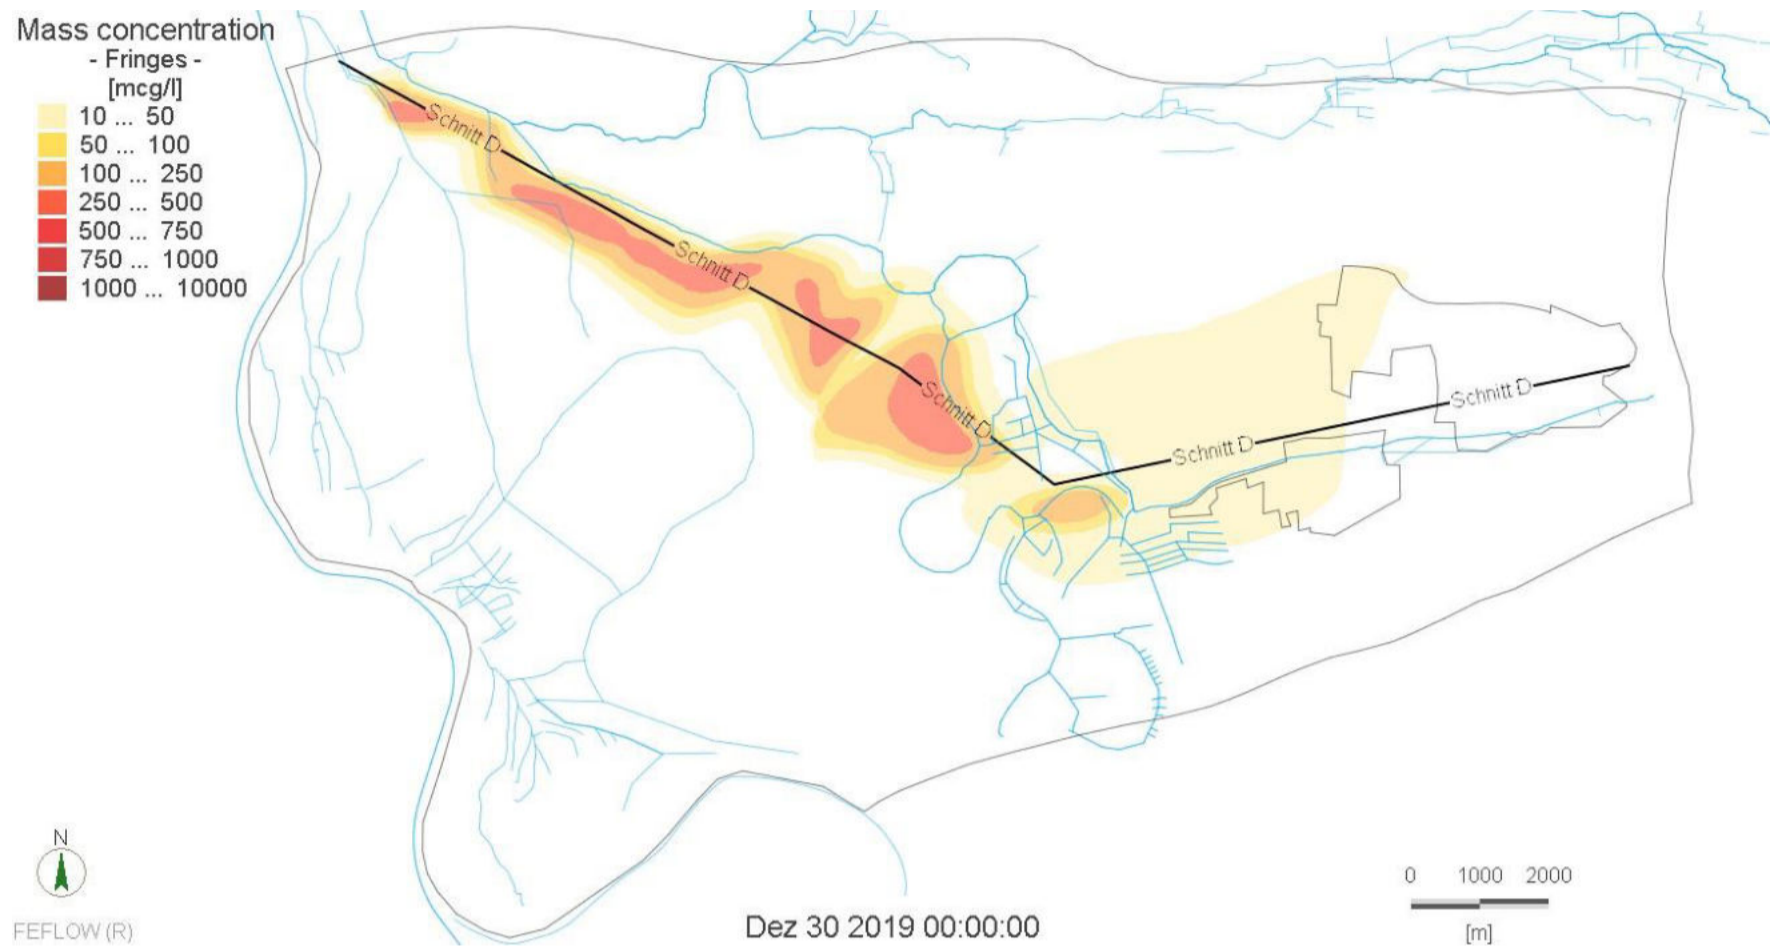 Mass concentration
- Fringes -
[mcg/l]
10 ... 50
50 ... 100
100 ... 250
250 ... 500
500 ... 750
750 ... 1000
1000 ... 10000
Schnitt D
Schnitt D
Schnitt D
Schnitt D
Schnitt D
N
FEFLOW (R)
Dez 30 2019 00:00:00
0 1000 2000
[m]